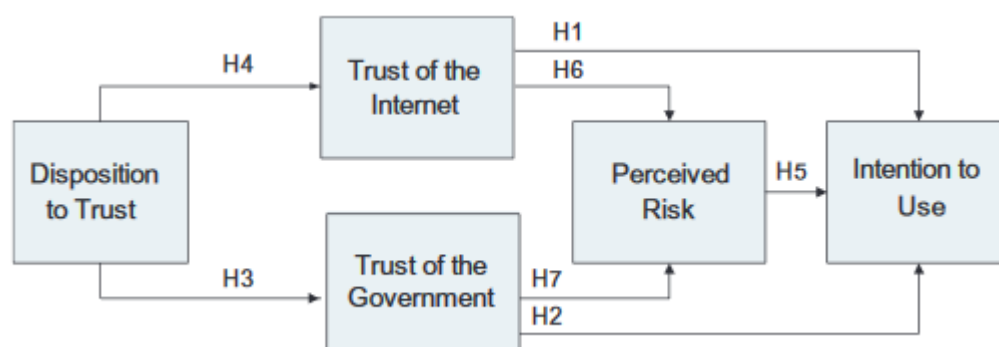 H1
H4
Trust of the
Internet
H6
Disposition
to Trust
Perceived
Risk
H5
Intention to
Use
H3
Trust of the
Government
H7
H2